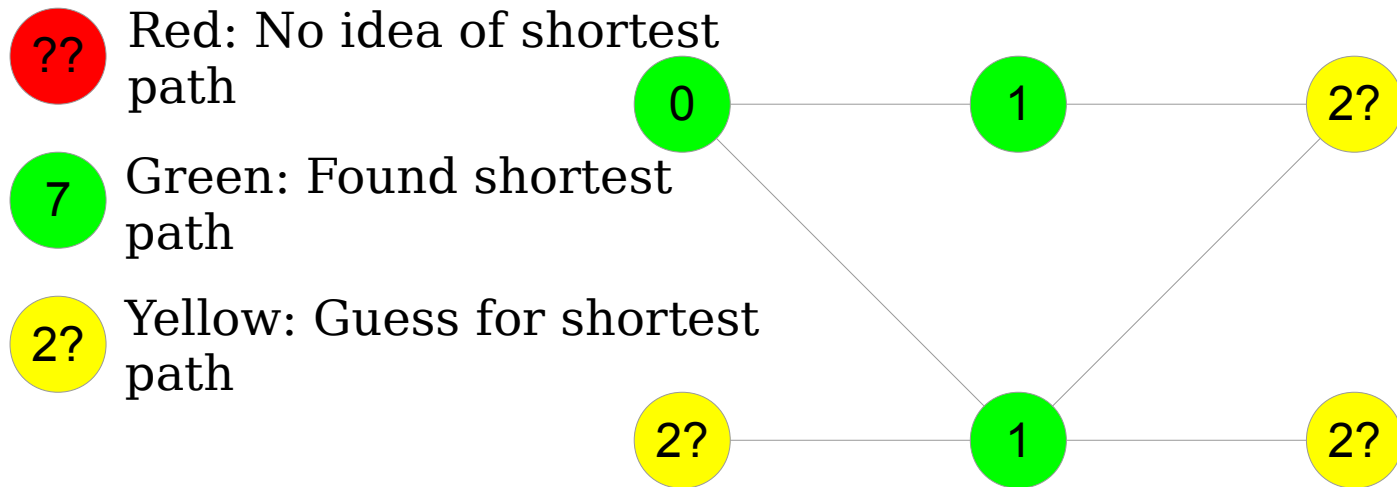 ??
Red: No idea of shortest
path
7
Green: Found shortest
path
2?
Yellow: Guess for shortest
path
0
1
2?
2?
1
2?